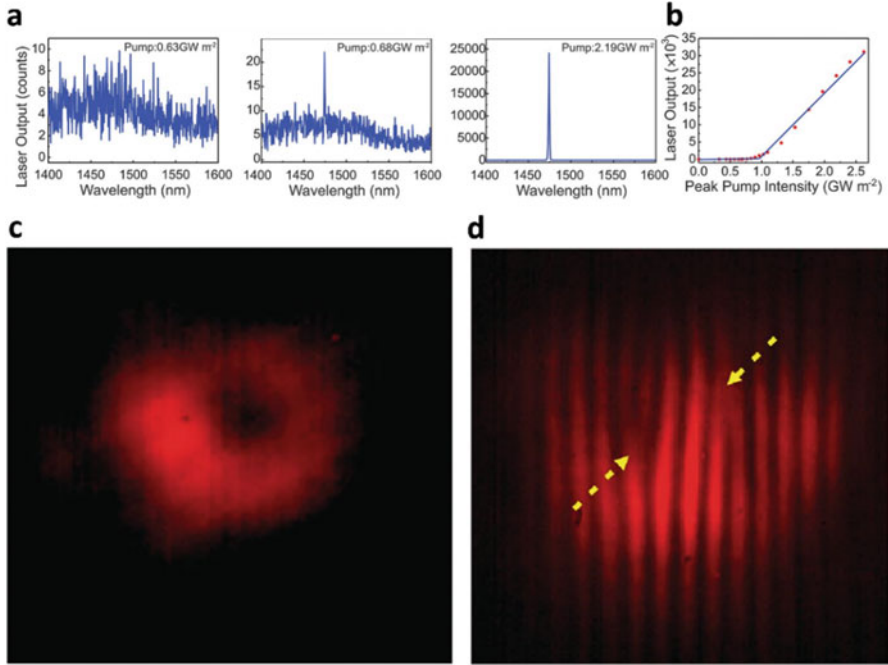 a
Pump:0.63GW m⁻²
Laser Output (counts)
10
8
6
4
2
0
1400 1450 1500 1550 1600
Wavelength (nm)
Pump:0.68GW m⁻²
20
15
10
5
0
1400 1450 1500 1550 1600
Wavelength (nm)
Pump:2.19GW m⁻²
25000
20000
15000
10000
5000
0
1400 1450 1500 1550 1600
Wavelength (nm)
b
Laser Output (×10³)
35
30
25
20
15
10
5
0
0.0 0.5 1.0 1.5 2.0 2.5
Peak Pump Intensity (GW m⁻²)
c
d